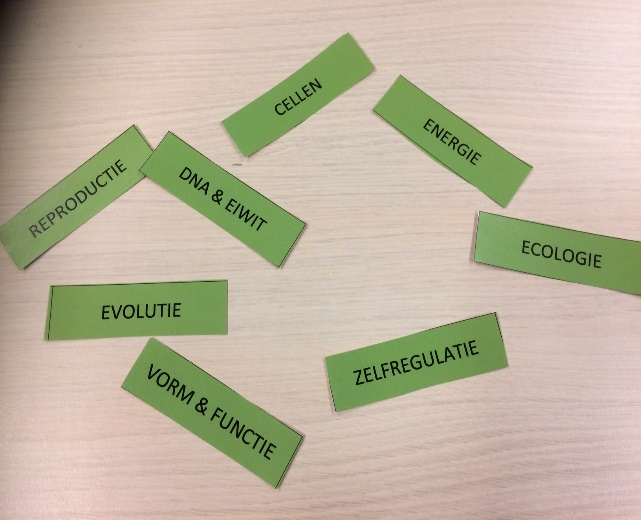 CELLEN
ENERGIE
REPRODUCTIE
DNA & EIWIT
ECOLOGIE
EVOLUTIE
ZELFREGULATIE
VORM & FUNCTIE